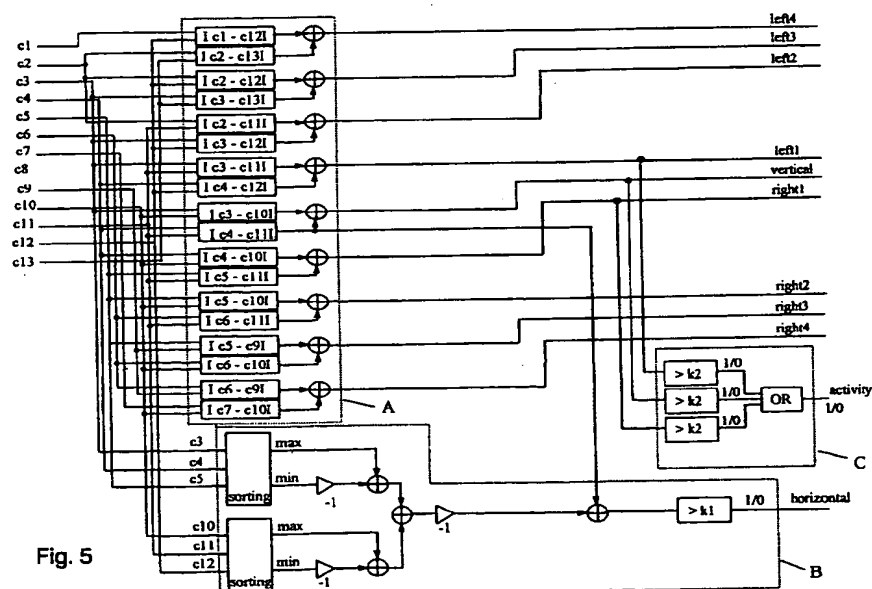 c1
c2
c3
c4
c5
c6
c7
c8
c9
c10
c11
c12
c13
I c1 - c12I
I c2 - c13I
I c2 - c12I
I c3 - c13I
I c2 - c11I
I c3 - c12I
I c3 - c11I
I c4 - c12I
I c3 - c10I
I c4 - c11I
I c4 - c10I
I c5 - c11I
I c5 - c10I
I c6 - c11I
I c5 - c9I
I c6 - c10I
I c6 - c9I
I c7 - c10I
A
left4
left3
left2
left1
vertical
right1
right2
right3
right4
> k2 1/0
> k2 1/0
> k2 1/0
OR
activity
1/0
C
c3
c4
c5
sorting
max
min
-1
c10
c11
c12
sorting
max
min
-1
-1
> k1
1/0
horizontal
B
Fig. 5